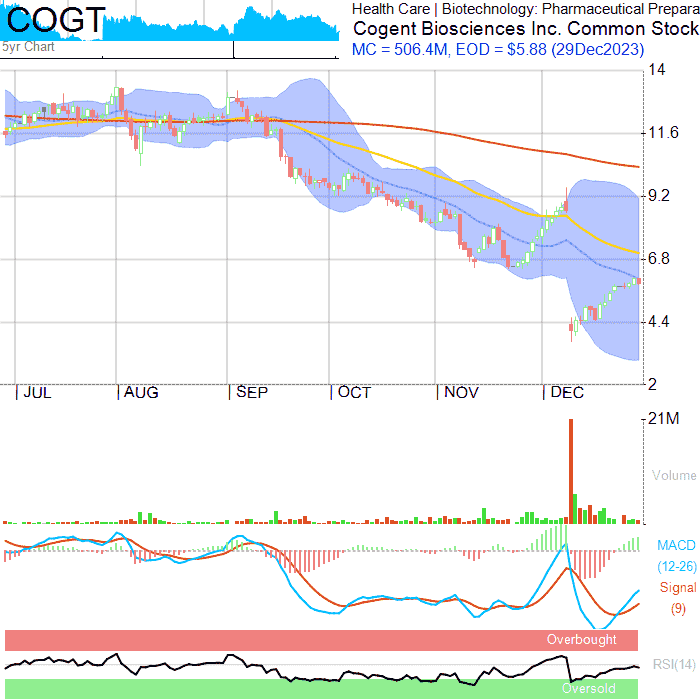 COGT
5yr Chart
Health Care | Biotechnology: Pharmaceutical Prepara
Cogent Biosciences Inc. Common Stock
MC = 506.4M, EOD = $5.88 (29Dec2023)
14
11.6
9.2
6.8
4.4
2
JUL AUG SEP OCT NOV DEC
21M
Volume
MACD
(12-26)
Signal
(9)
Overbought
RSI(14)
Oversold